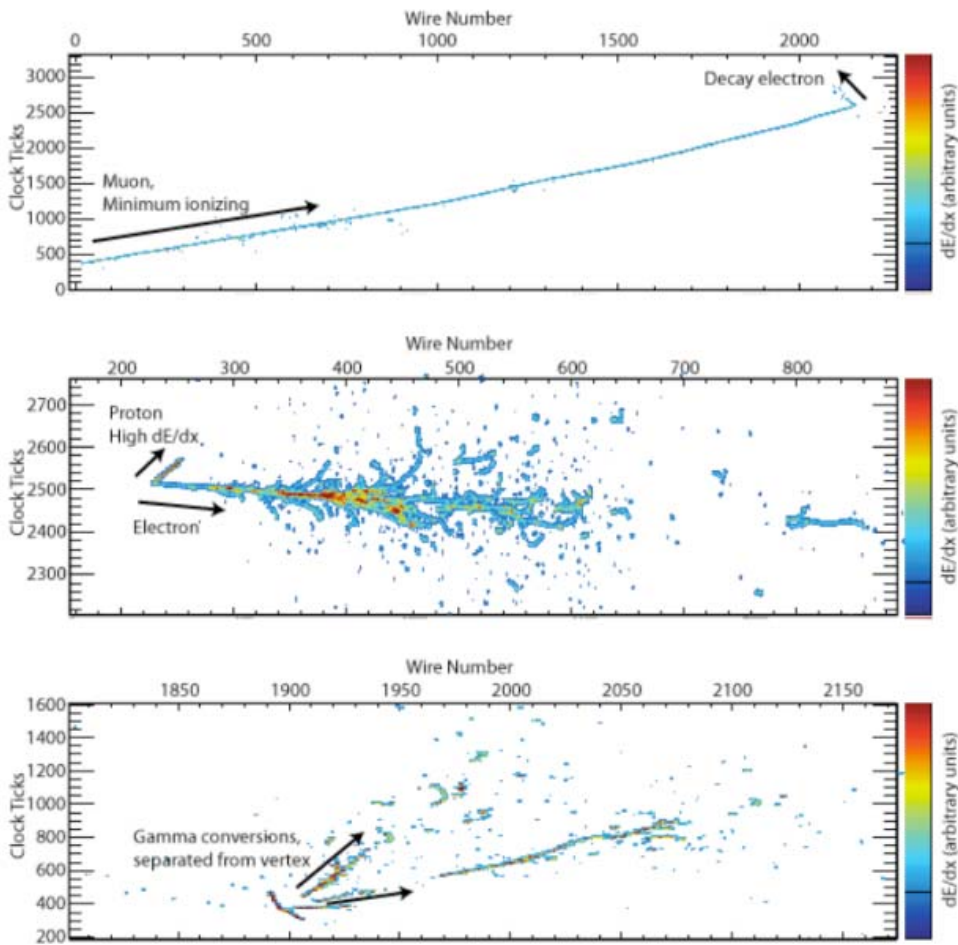 Wire Number
0 500 1000 1500 2000
3000
2500
2000
1500
1000
500
0
Clock Ticks
Muon,
Minimum ionizing
Decay electron
dE/dx (arbitrary units)
Wire Number
200 300 400 500 600 700 800
2700
2600
2500
2400
2300
Clock Ticks
Proton
High dE/dx
Electron
dE/dx (arbitrary units)
Wire Number
1850 1900 1950 2000 2050 2100 2150
1600
1400
1200
1000
800
600
400
200
Clock Ticks
Gamma conversions,
separated from vertex
dE/dx (arbitrary units)